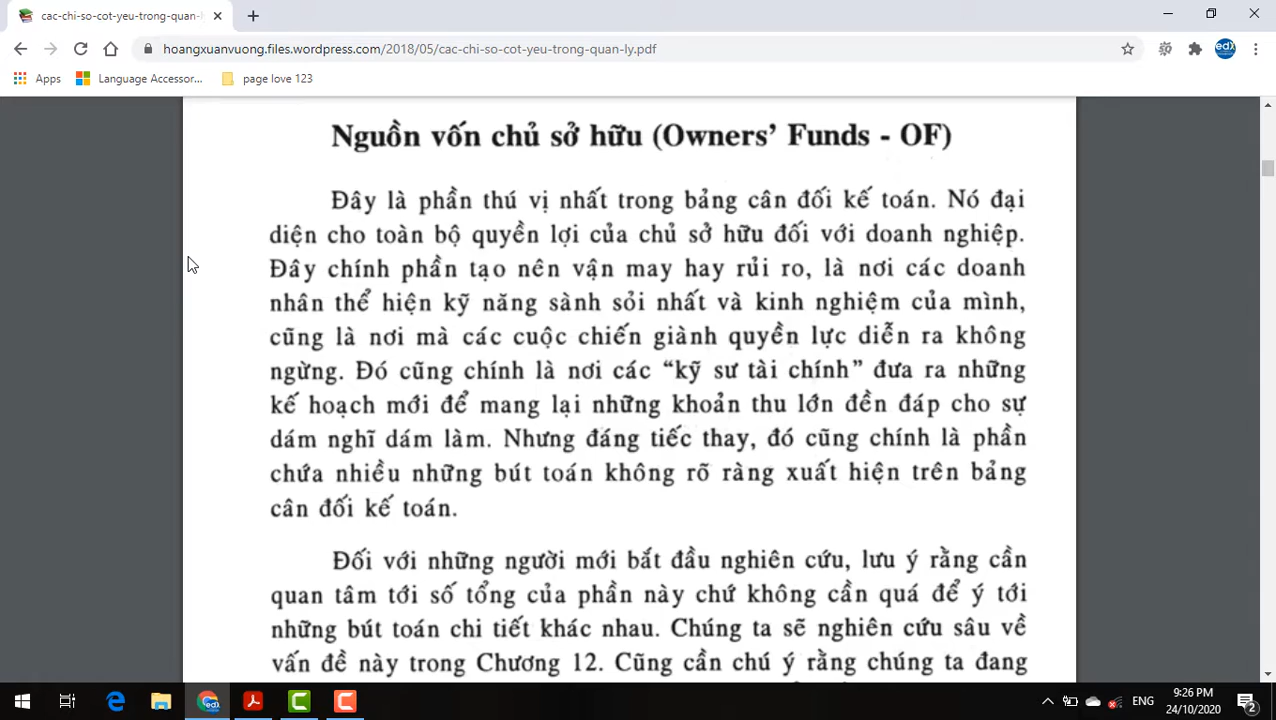 cac-chi-so-cot-yeu-trong-quan-l
hoangxuanvuong.files.wordpress.com/2018/05/cac-chi-so-cot-yeu-trong-quan-ly.pdf
edX
Apps
Language Accessor...
page love 123
Nguồn vốn chủ sở hữu (Owners’ Funds - OF)
Đây là phần thú vị nhất trong bảng cân đối kế toán. Nó đại
diện cho toàn bộ quyền lợi của chủ sở hữu đối với doanh nghiệp.
Đây chính phần tạo nên vận may hay rủi ro, là nơi các doanh
nhân thể hiện kỹ năng sành sỏi nhất và kinh nghiệm của mình,
cũng là nơi mà các cuộc chiến giành quyền lực diễn ra không
ngừng. Đó cũng chính là nơi các “kỹ sư tài chính” đưa ra những
kế hoạch mới để mang lại những khoản thu lớn đền đáp cho sự
dám nghĩ dám làm. Nhưng đáng tiếc thay, đó cũng chính là phần
chứa nhiều những bút toán không rõ ràng xuất hiện trên bảng
cân đối kế toán.
Đối với những người mới bắt đầu nghiên cứu, lưu ý rằng cần
quan tâm tới số tổng của phần này chứ không cần quá để ý tới
những bút toán chi tiết khác nhau. Chúng ta sẽ nghiên cứu sâu về
vấn đề này trong Chương 12. Cũng cần chú ý rằng chúng ta đang
edX
ENG
9:26 PM
24/10/2020
2